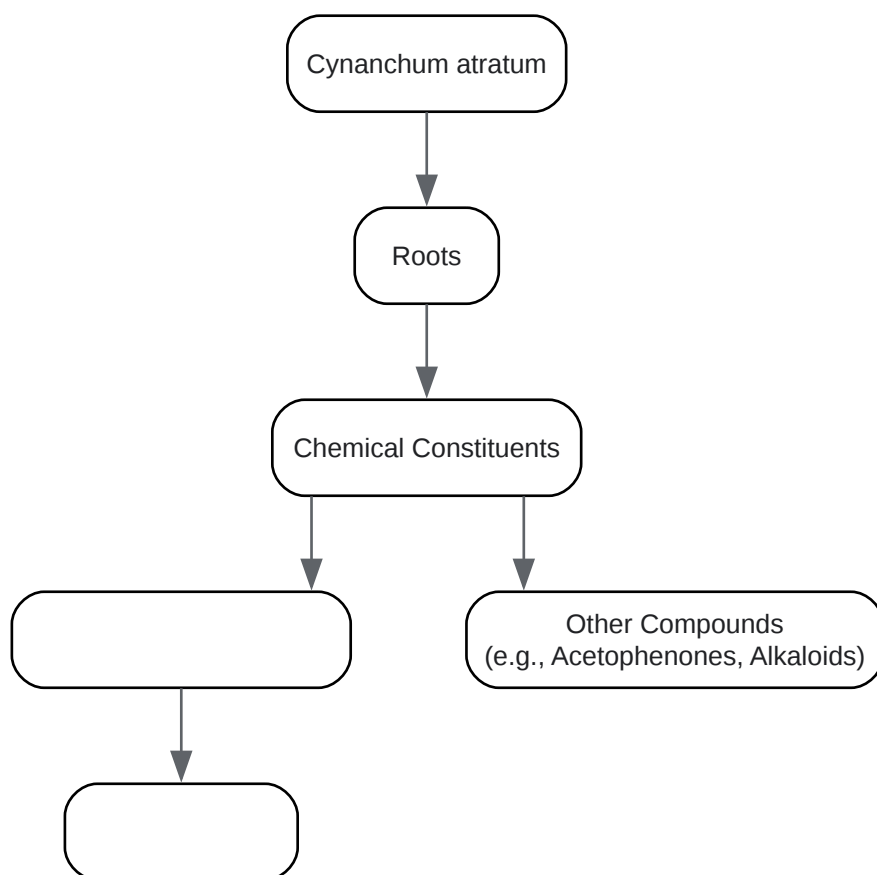 Cynanchum atratum
Roots
Chemical Constituents
Other Compounds
(e.g., Acetophenones, Alkaloids)